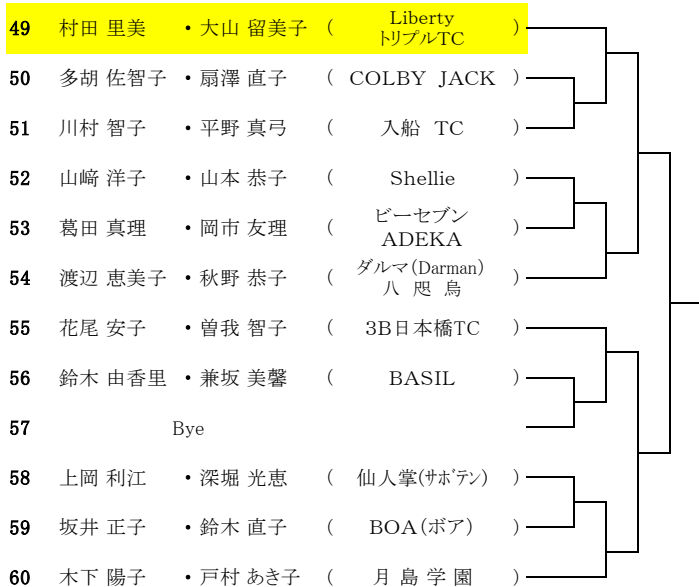 49 村田 里美 ・大山 留美子 ( Liberty トリプルTC )
50 多胡 佐智子 ・扇澤 直子 ( COLBY JACK )
51 川村 智子 ・平野 真弓 ( 入船 TC )
52 山﨑 洋子 ・山本 恭子 ( Shellie )
53 葛田 真理 ・岡市 友理 ( ビーセブン ADEKA )
54 渡辺 恵美子 ・秋野 恭子 ( ダルマ(Darman) 八 咫 烏 )
55 花尾 安子 ・曽我 智子 ( 3B日本橋TC )
56 鈴木 由香里 ・兼坂 美馨 ( BASIL )
57 Bye
58 上岡 利江 ・深堀 光恵 ( 仙人掌(サボテン) )
59 坂井 正子 ・鈴木 直子 ( BOA(ボア) )
60 木下 陽子 ・戸村 あき子 ( 月 島 学 園 )